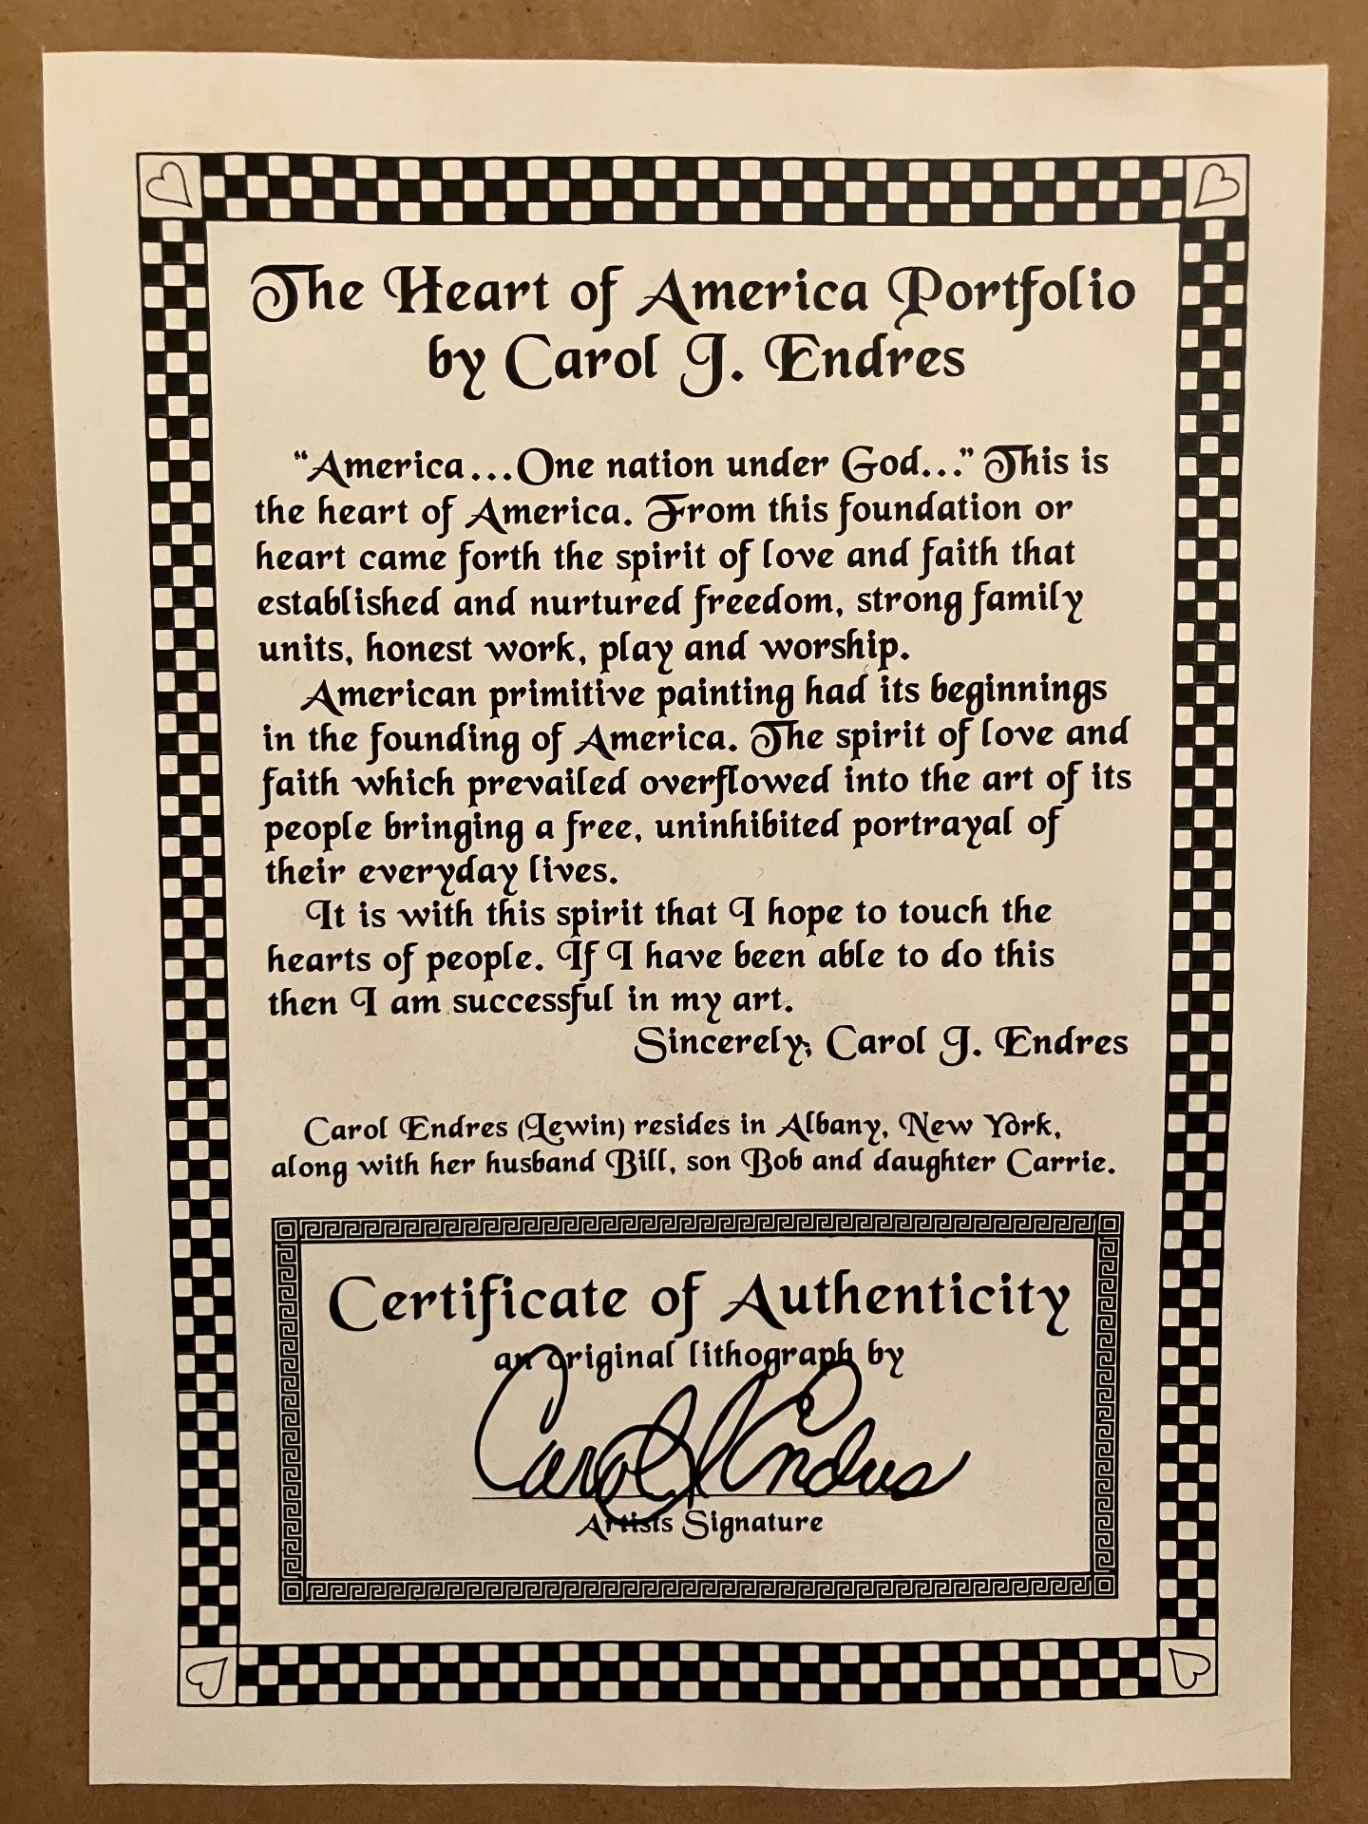 The Heart of America Portfolio
by Carol J. Endres
“America...One nation under God...” This is
the heart of America. From this foundation or
heart came forth the spirit of love and faith that
established and nurtured freedom, strong family
units, honest work, play and worship.
American primitive painting had its beginnings
in the founding of America. The spirit of love and
faith which prevailed overflowed into the art of its
people bringing a free, uninhibited portrayal of
their everyday lives.
It is with this spirit that I hope to touch the
hearts of people. If I have been able to do this
then I am successful in my art.
Sincerely, Carol J. Endres
Carol Endres (Lewin) resides in Albany, New York,
along with her husband Bill, son Bob and daughter Carrie.
Certificate of Authenticity
an original lithograph by
Carol J Endres
Artists Signature